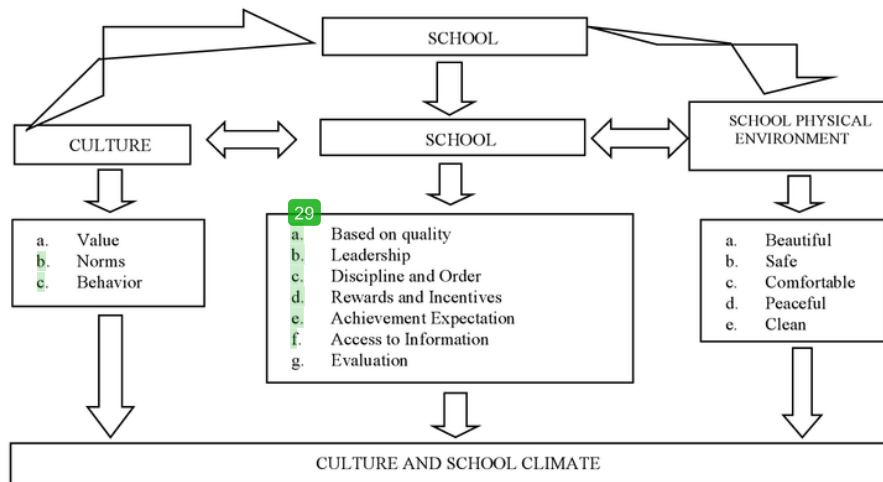 SCHOOL
CULTURE
SCHOOL
SCHOOL PHYSICAL
ENVIRONMENT
a. Value
b. Norms
c. Behavior
29
a. Based on quality
b. Leadership
c. Discipline and Order
d. Rewards and Incentives
e. Achievement Expectation
f. Access to Information
g. Evaluation
a. Beautiful
b. Safe
c. Comfortable
d. Peaceful
e. Clean
CULTURE AND SCHOOL CLIMATE